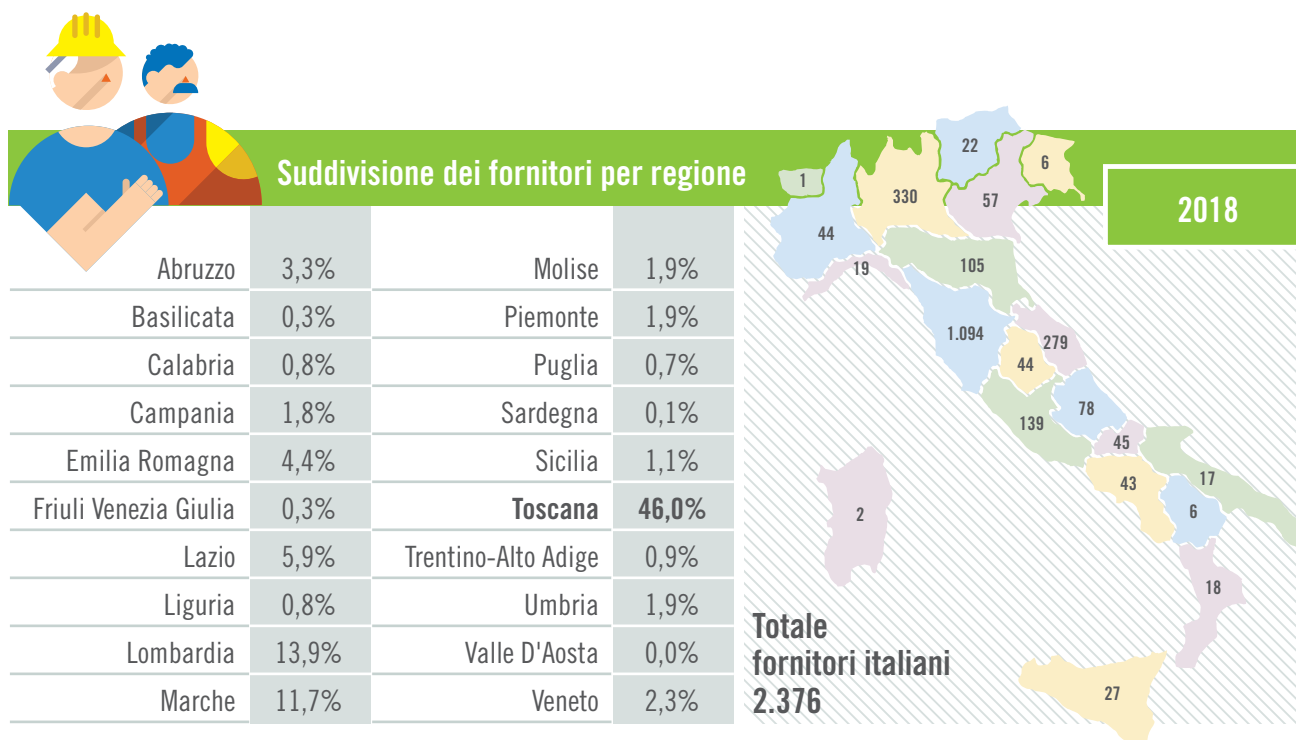 Suddivisione dei fornitori per regione
2018
Abruzzo 3,3% Molise 1,9%
Basilicata 0,3% Piemonte 1,9%
Calabria 0,8% Puglia 0,7%
Campania 1,8% Sardegna 0,1%
Emilia Romagna 4,4% Sicilia 1,1%
Friuli Venezia Giulia 0,3% Toscana 46,0%
Lazio 5,9% Trentino-Alto Adige 0,9%
Liguria 0,8% Umbria 1,9%
Lombardia 13,9% Valle D'Aosta 0,0%
Marche 11,7% Veneto 2,3%
22
6
1
330
57
44
19
105
1.094
279
44
78
139
45
43
17
2
6
18
27
Totale
fornitori italiani
2.376